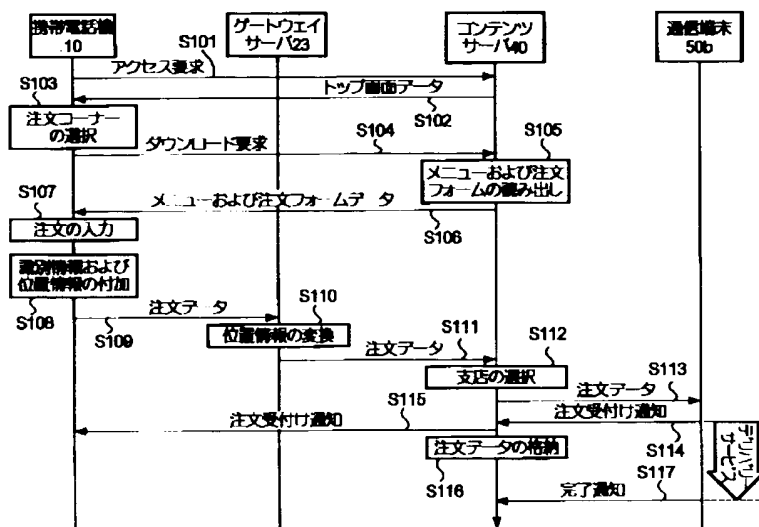 携帯電話機
10
ゲートウェイ
サーバ23
コンテンツ
サーバ40
通信端末
50b
S101
アクセス要求
S103
トップ画面データ
S102
注文コーナー
の選択
S104
ダウンロード要求
S105
メニューおよび注文
フォームの読み出し
S107
メニューおよび注文フォームデータ
S106
注文の入力
識別情報および
位置情報の付加
S108
注文データ
S109
S110
位置情報の変換
S111
注文データ
S112
支店の選択
S113
注文データ
S115
注文受付け通知
注文受付け通知
S114
注文データの格納
S116
デリバリー
サービス
S117
完了通知